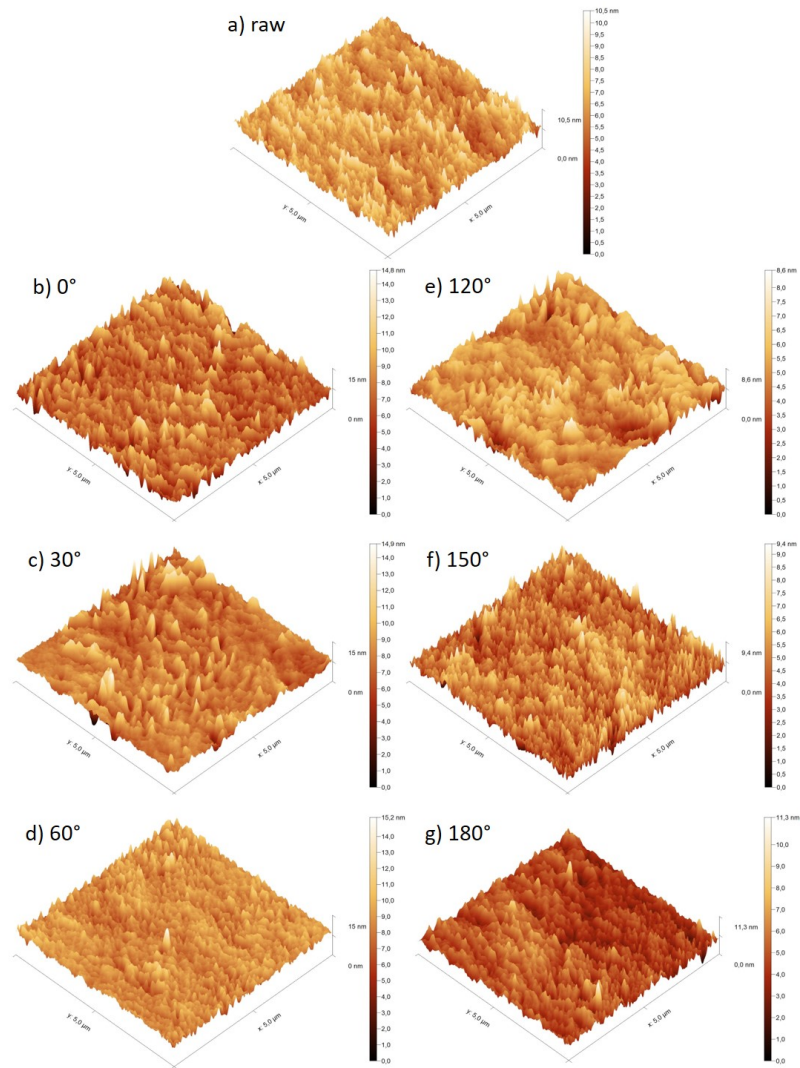 a) raw
10,5 nm
10,0
9,5
9,0
8,5
8,0
7,5
7,0
6,5
6,0
5,5
5,0
4,5
4,0
3,5
3,0
2,5
2,0
1,5
1,0
0,5
0,0
10,5 nm
0,0 nm
y: 5,0 µm
x: 5,0 µm
b) 0°
14,8 nm
14,0
13,0
12,0
11,0
10,0
9,0
8,0
7,0
6,0
5,0
4,0
3,0
2,0
1,0
0,0
15 nm
0 nm
y: 5,0 µm
x: 5,0 µm
e) 120°
8,6 nm
8,0
7,5
7,0
6,5
6,0
5,5
5,0
4,5
4,0
3,5
3,0
2,5
2,0
1,5
1,0
0,5
0,0
8,6 nm
0,0 nm
y: 5,0 µm
x: 5,0 µm
c) 30°
14,9 nm
14,0
13,0
12,0
11,0
10,0
9,0
8,0
7,0
6,0
5,0
4,0
3,0
2,0
1,0
0,0
15 nm
0 nm
y: 5,0 µm
x: 5,0 µm
f) 150°
9,4 nm
9,0
8,5
8,0
7,5
7,0
6,5
6,0
5,5
5,0
4,5
4,0
3,5
3,0
2,5
2,0
1,5
1,0
0,5
0,0
9,4 nm
0,0 nm
y: 5,0 µm
x: 5,0 µm
d) 60°
15,2 nm
14,0
13,0
12,0
11,0
10,0
9,0
8,0
7,0
6,0
5,0
4,0
3,0
2,0
1,0
0,0
15 nm
0 nm
y: 5,0 µm
x: 5,0 µm
g) 180°
11,3 nm
10,0
9,0
8,0
7,0
6,0
5,0
4,0
3,0
2,0
1,0
0,0
11,3 nm
0,0 nm
y: 5,0 µm
x: 5,0 µm